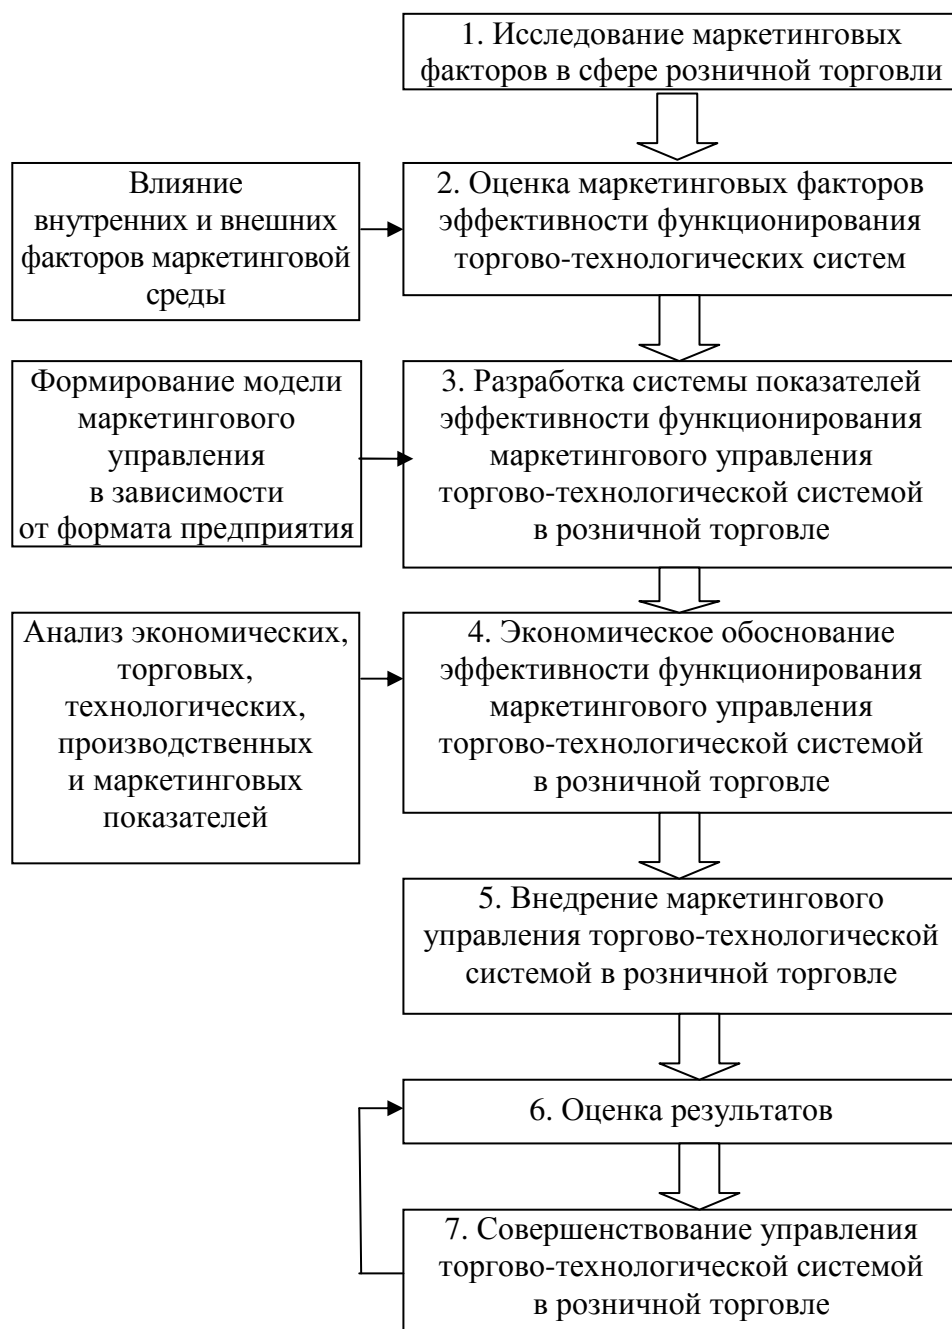 1. Исследование маркетинговых
факторов в сфере розничной торговли
Влияние
внутренних и внешних
факторов маркетинговой
среды
2. Оценка маркетинговых факторов
эффективности функционирования
торгово-технологических систем
Формирование модели
маркетингового
управления
в зависимости
от формата предприятия
3. Разработка системы показателей
эффективности функционирования
маркетингового управления
торгово-технологической системой
в розничной торговле
Анализ экономических,
торговых,
технологических,
производственных
и маркетинговых
показателей
4. Экономическое обоснование
эффективности функционирования
маркетингового управления
торгово-технологической системой
в розничной торговле
5. Внедрение маркетингового
управления торгово-технологической
системой в розничной торговле
6. Оценка результатов
7. Совершенствование управления
торгово-технологической системой
в розничной торговле